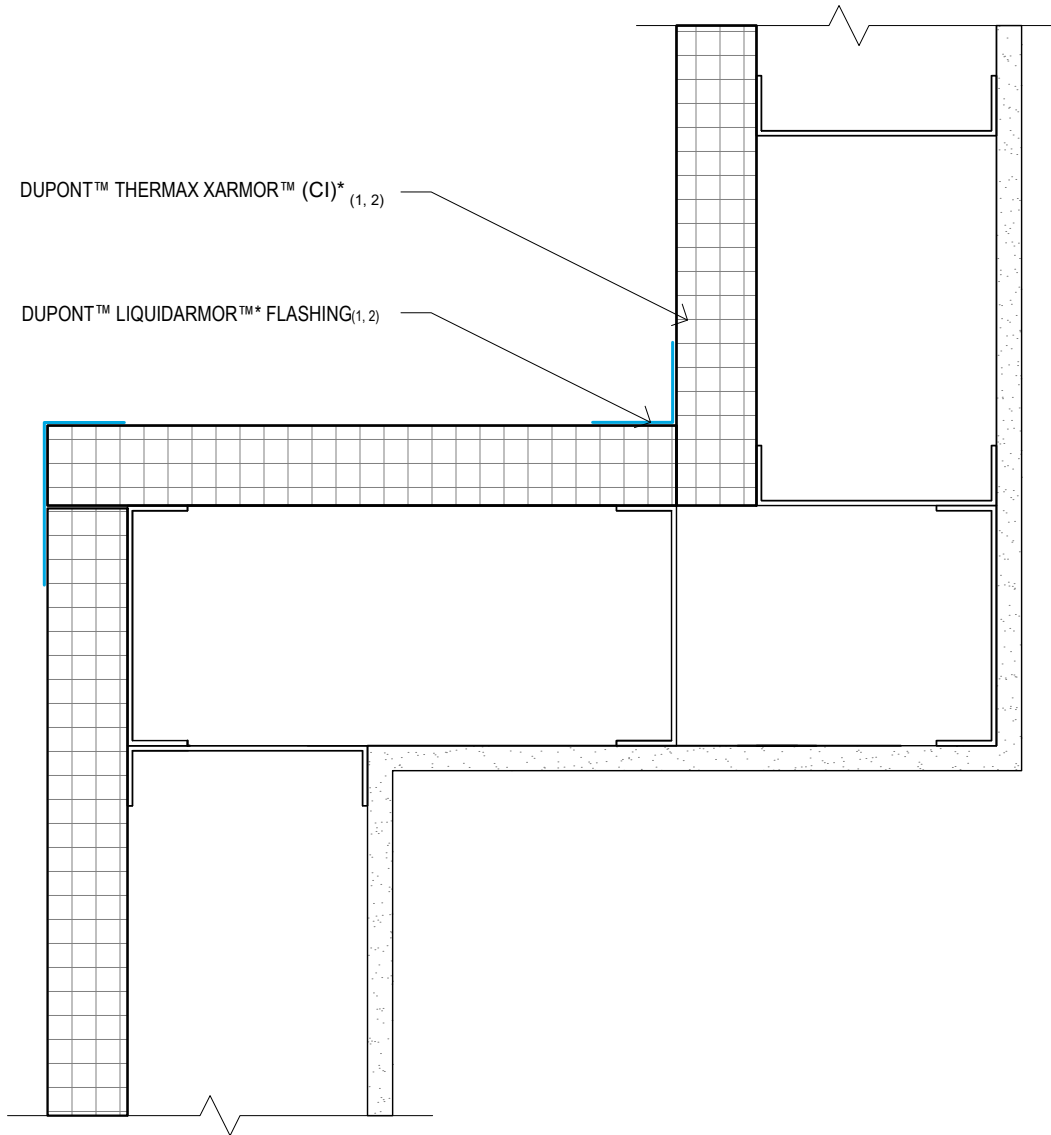 DUPONT™ THERMAX XARMOR™ (CI)* (1, 2)
DUPONT™ LIQUIDARMOR™* FLASHING(1, 2)